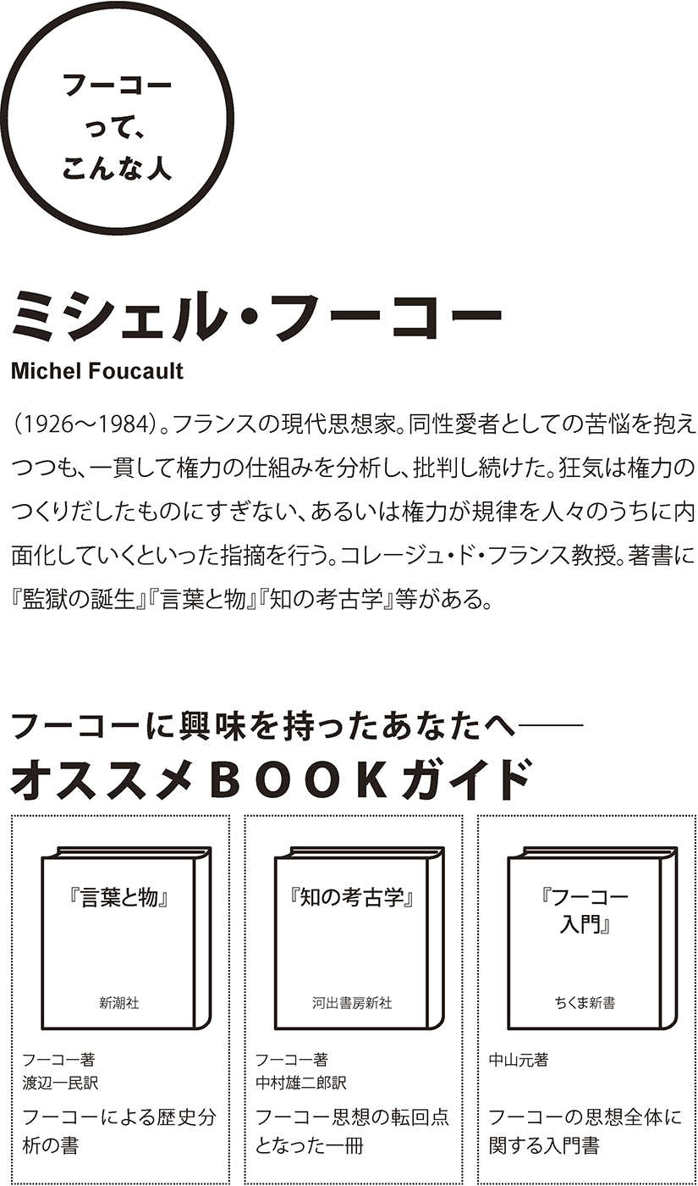 フーコー
って、
こんな人
ミシェル・フーコー
Michel Foucault
（1926～1984）。フランスの現代思想家。同性愛者としての苦悩を抱え
つつも、一貫して権力の仕組みを分析し、批判し続けた。狂気は権力の
つくりだしたものにすぎない、あるいは権力が規律を人々のうちに内
面化していくといった指摘を行う。コレージュ・ド・フランス教授。著書に
『監獄の誕生』『言葉と物』『知の考古学』等がある。
フーコーに興味を持ったあなたへ――
オススメBOOKガイド
『言葉と物』
新潮社
フーコー著
渡辺一民訳
フーコーによる歴史分
析の書
『知の考古学』
河出書房新社
フーコー著
中村雄二郎訳
フーコー思想の転回点
となった一冊
『フーコー
入門』
ちくま新書
中山元著
フーコーの思想全体に
関する入門書